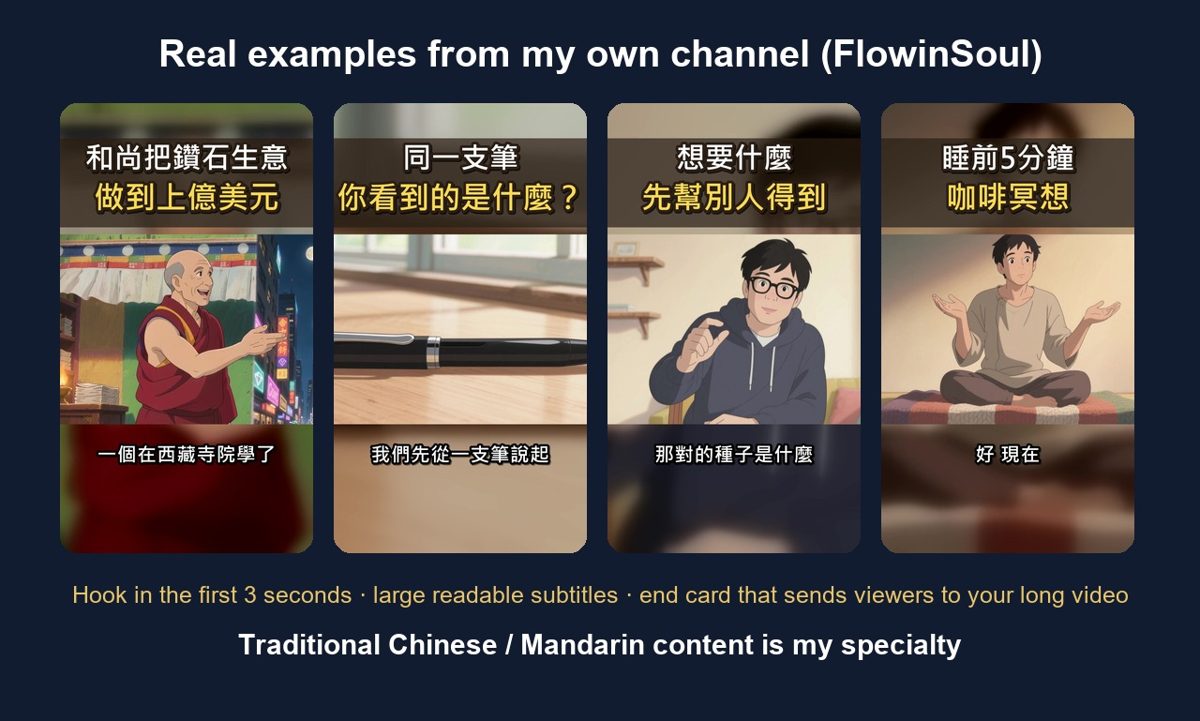 Real examples from my own channel (FlowinSoul)
和尚把鑽石生意
做到上億美元
一個在西藏寺院學了
同一支筆
你看到的是什麼？
我們先從一支筆說起
想要什麼
先幫別人得到
那對的種子是什麼
睡前5分鐘
咖啡冥想
好 現在
Hook in the first 3 seconds · large readable subtitles · end card that sends viewers to your long video
Traditional Chinese / Mandarin content is my specialty